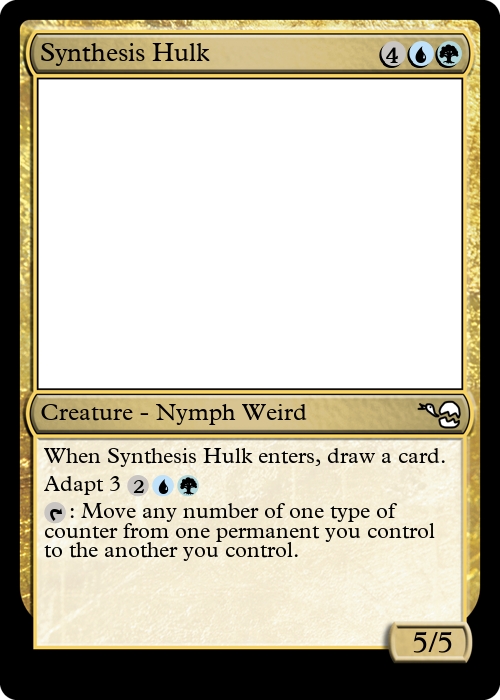 Synthesis Hulk 4
Creature - Nymph Weird
When Synthesis Hulk enters, draw a card.
Adapt 3 2
: Move any number of one type of
counter from one permanent you control
to the another you control.
5/5